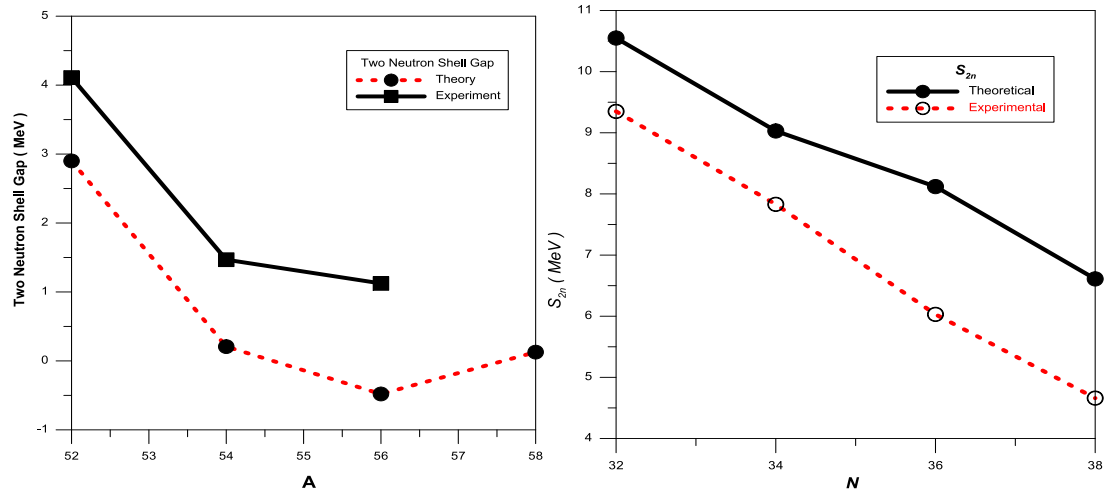 5
4
3
2
1
0
-1
Two Neutron Shell Gap ( MeV )
Two Neutron Shell Gap
Theory
Experiment
52
53
54
55
56
57
58
A
11
10
9
8
7
6
5
4
S2n ( MeV )
S2n
Theoretical
Experimental
32
34
36
38
N